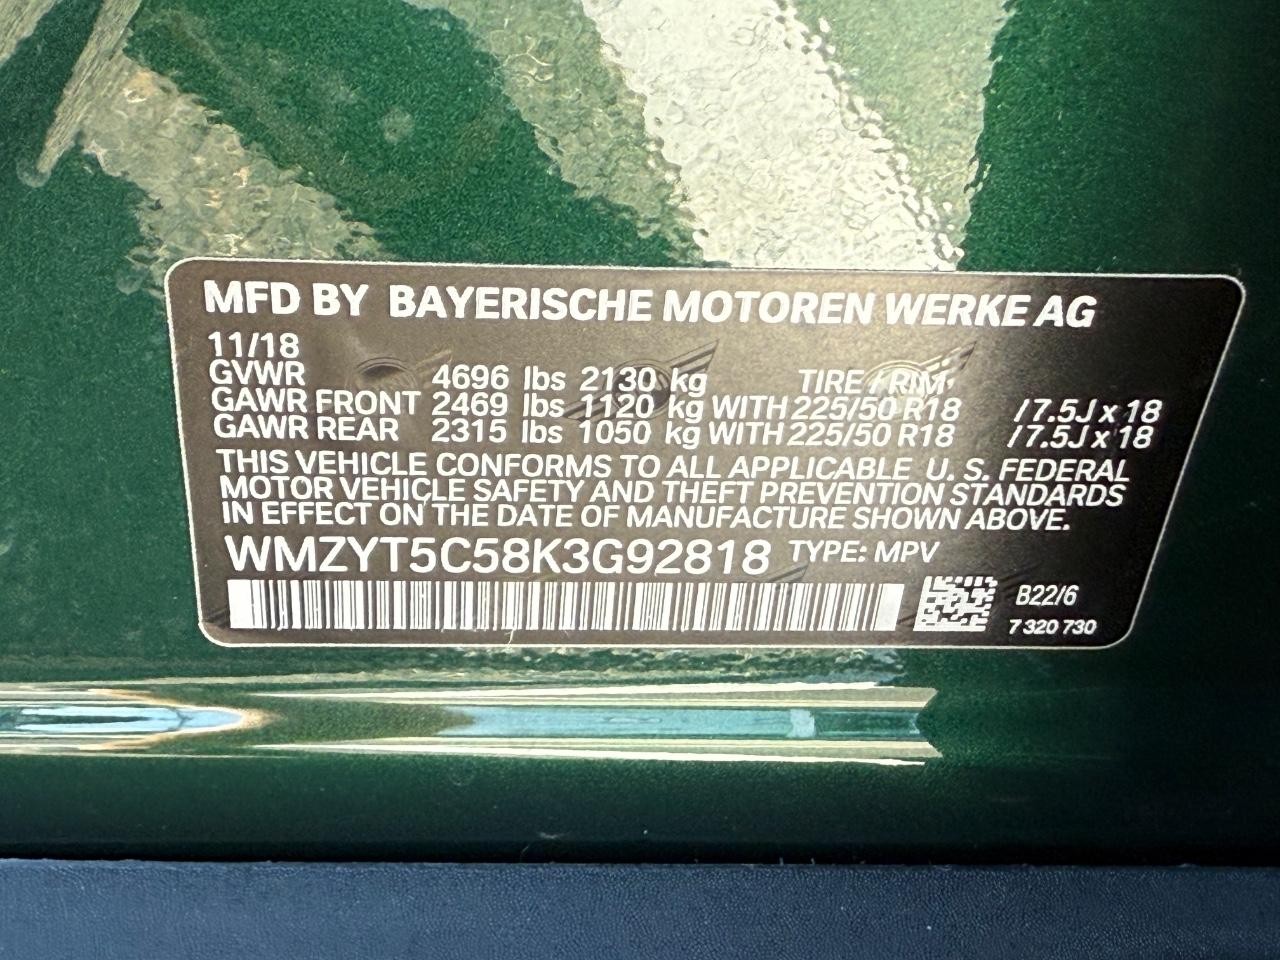 MFD BY BAYERISCHE MOTOREN WERKE AG
11/18
GVWR 4696 lbs 2130 kg TIRE / RIM
GAWR FRONT 2469 lbs 1120 kg WITH 225/50 R18 / 7.5J x 18
GAWR REAR 2315 lbs 1050 kg WITH 225/50 R18 / 7.5J x 18
THIS VEHICLE CONFORMS TO ALL APPLICABLE U. S. FEDERAL
MOTOR VEHICLE SAFETY AND THEFT PREVENTION STANDARDS
IN EFFECT ON THE DATE OF MANUFACTURE SHOWN ABOVE.
WMZYT5C58K3G92818 TYPE: MPV
B22/6
7 320 730